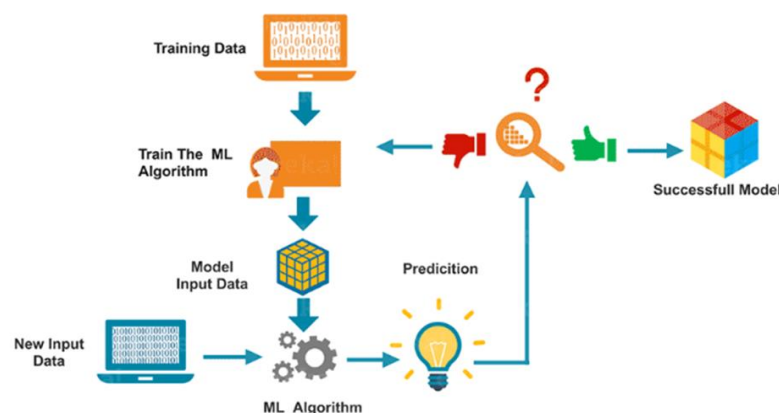 Training Data
?
Train The ML
Algorithm
Successfull Model
Model
Input Data
Predicition
New Input
Data
ML Algorithm